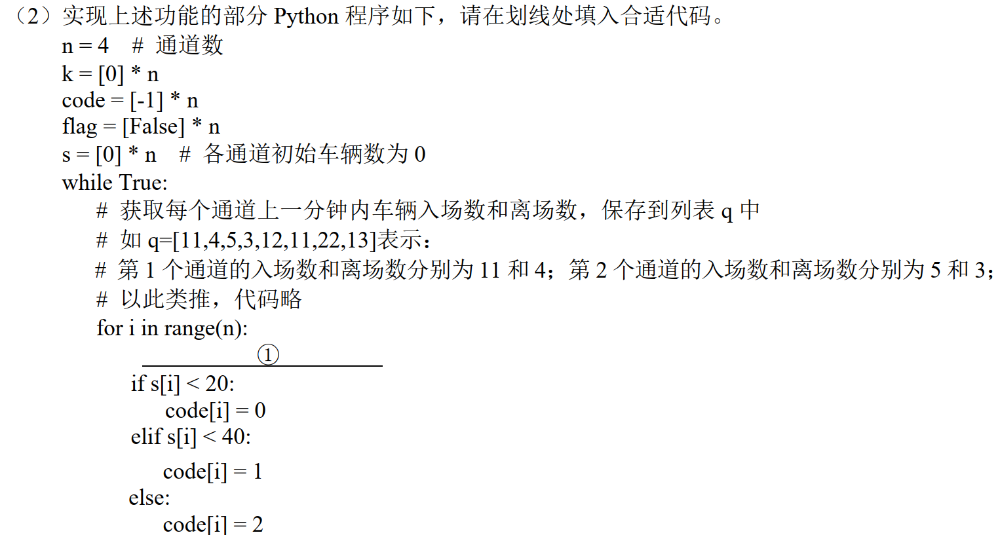 （2）实现上述功能的部分 Python 程序如下，请在划线处填入合适代码。
n = 4 # 通道数
k = [0] * n
code = [-1] * n
flag = [False] * n
s = [0] * n # 各通道初始车辆数为 0
while True:
# 获取每个通道上一分钟内车辆入场数和离场数，保存到列表 q 中
# 如 q=[11,4,5,3,12,11,22,13]表示：
# 第 1 个通道的入场数和离场数分别为 11 和 4；第 2 个通道的入场数和离场数分别为 5 和 3；
# 以此类推，代码略
for i in range(n):
①
if s[i] < 20:
code[i] = 0
elif s[i] < 40:
code[i] = 1
else:
code[i] = 2